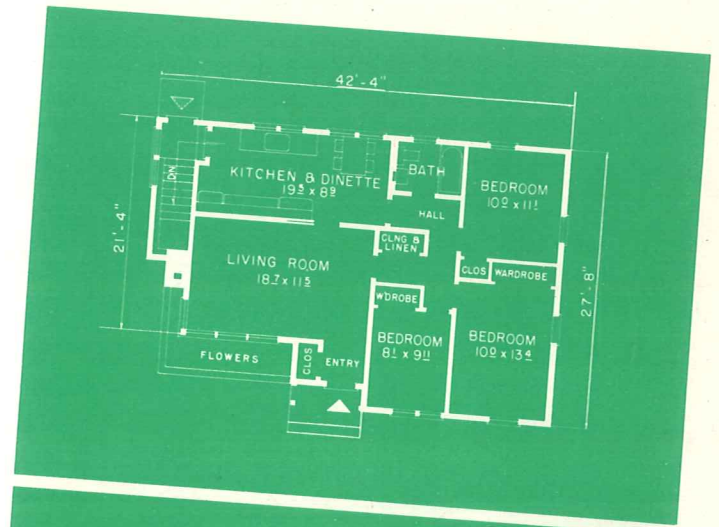 42'-4"
DN
KITCHEN & DINETTE
19⁵ x 8⁹
BATH
BEDROOM
10⁰ x 11¹
HALL
21'-4"
CLNG &
LINEN
LIVING ROOM
18⁷ x 11⁵
CLOS
WARDROBE
27'-8"
W'DROBE
BEDROOM
8¹ x 9¹¹
BEDROOM
10⁰ x 13⁴
FLOWERS
CLOS
ENTRY